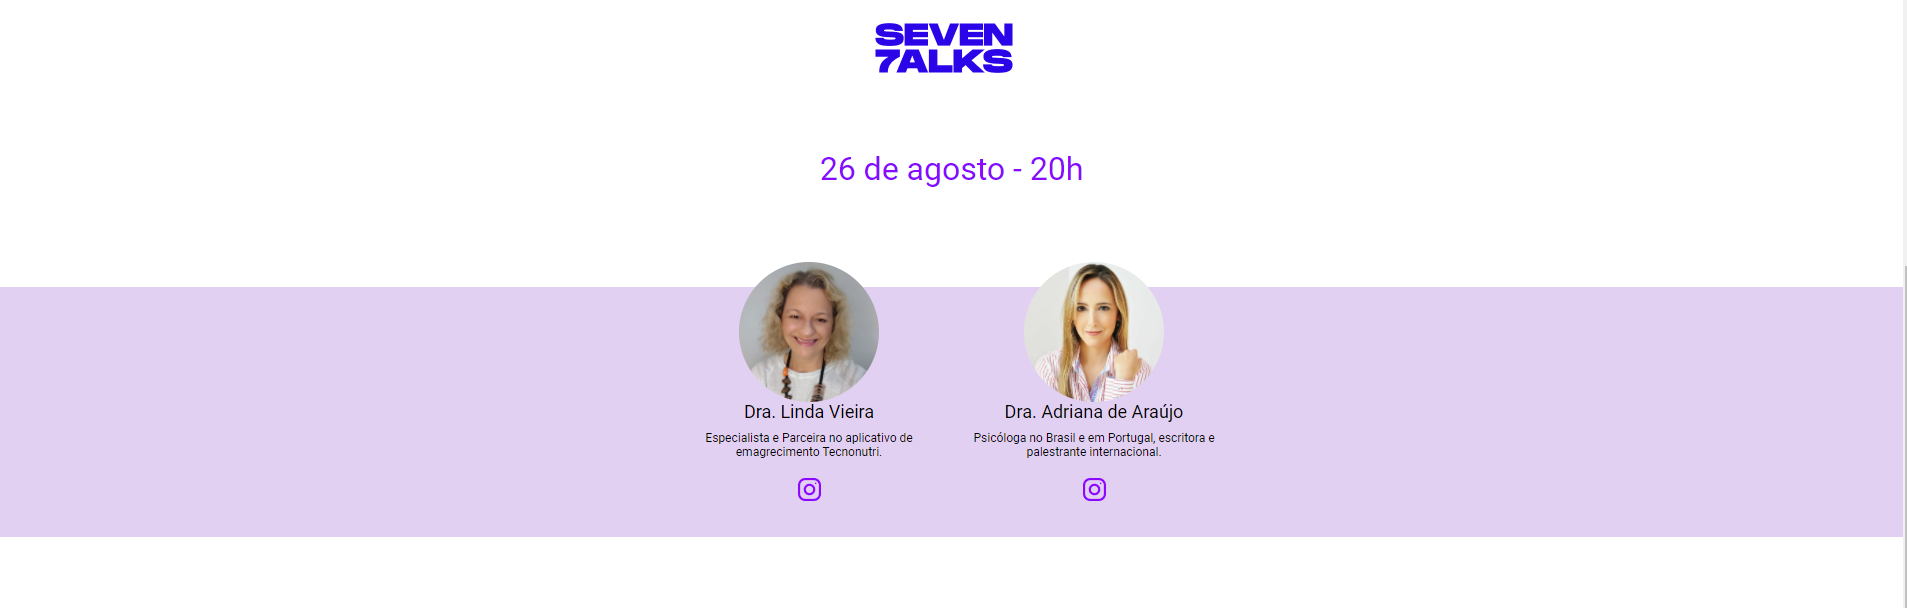 SEVEN
7ALKS
26 de agosto - 20h
Dra. Linda Vieira
Especialista e Parceira no aplicativo de
emagrecimento Tecnonutri.
Dra. Adriana de Araújo
Psicóloga no Brasil e em Portugal, escritora e
palestrante internacional.